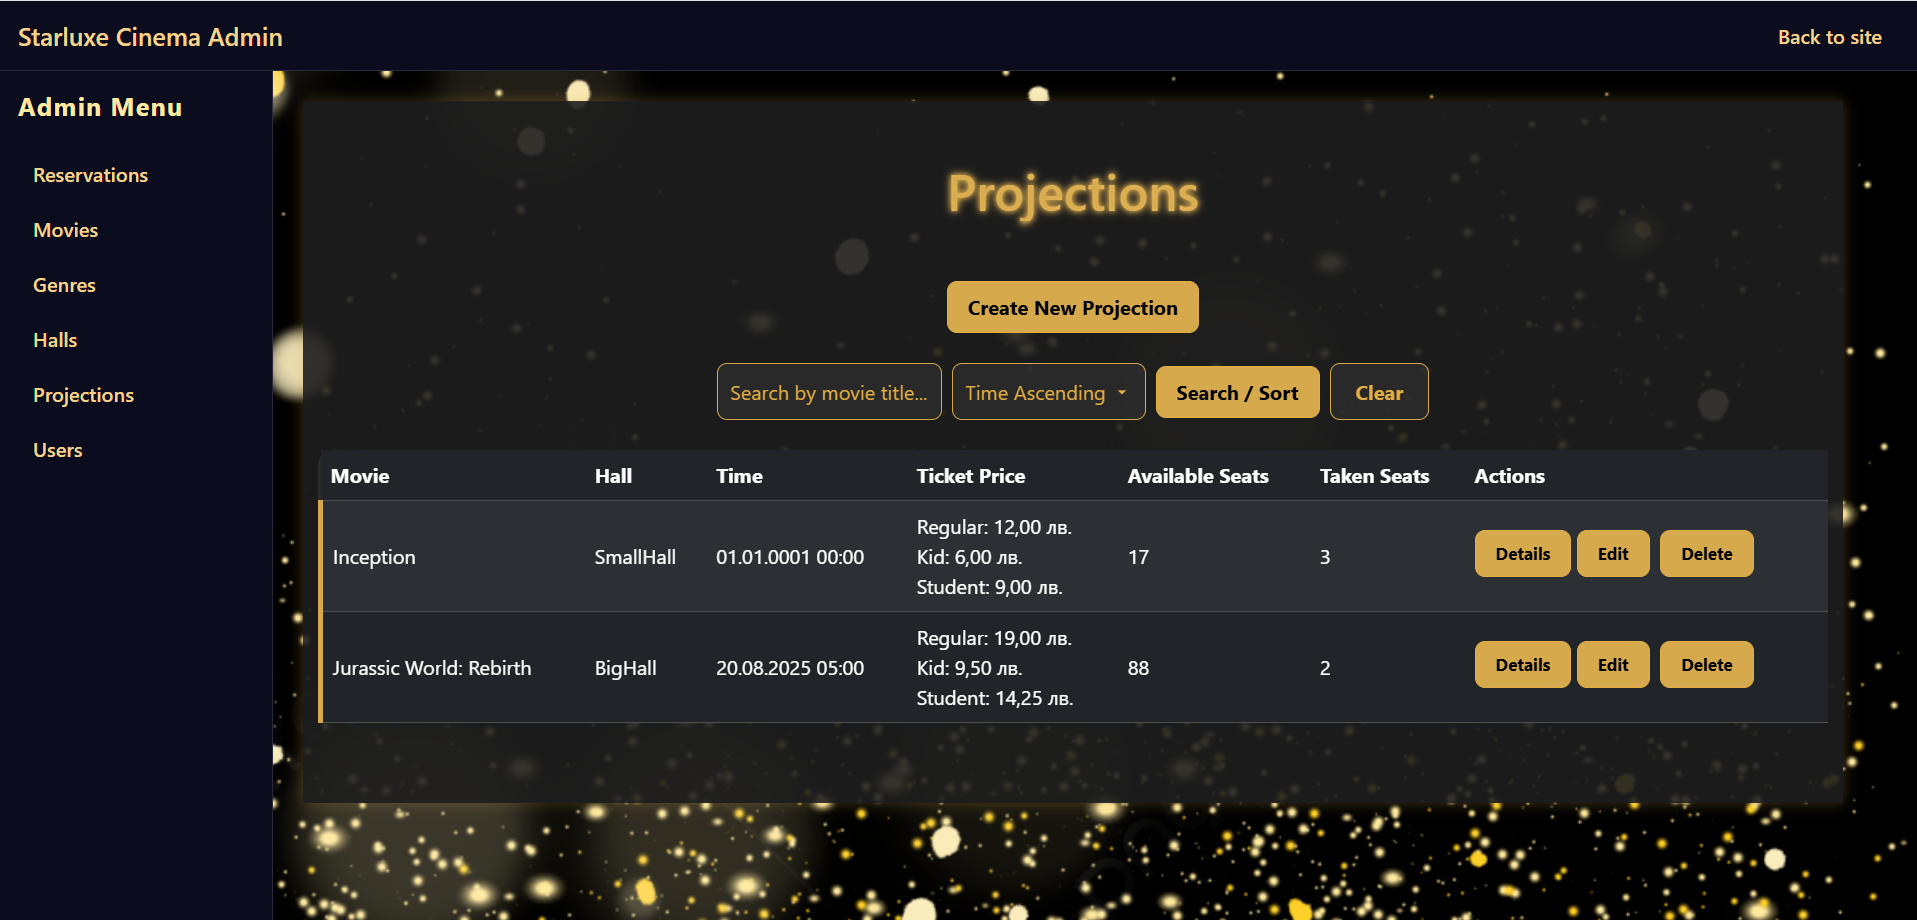 Starluxe Cinema Admin
Back to site
Admin Menu
Reservations
Movies
Genres
Halls
Projections
Users
Projections
Create New Projection
Search by movie title...
Time Ascending
Search / Sort
Clear
Movie Hall Time Ticket Price Available Seats Taken Seats Actions
Regular: 12,00 лв.
Inception SmallHall 01.01.0001 00:00 Kid: 6,00 лв. 17 3 Details Edit Delete
Student: 9,00 лв.
Regular: 19,00 лв.
Jurassic World: Rebirth BigHall 20.08.2025 05:00 Kid: 9,50 лв. 88 2 Details Edit Delete
Student: 14,25 лв.